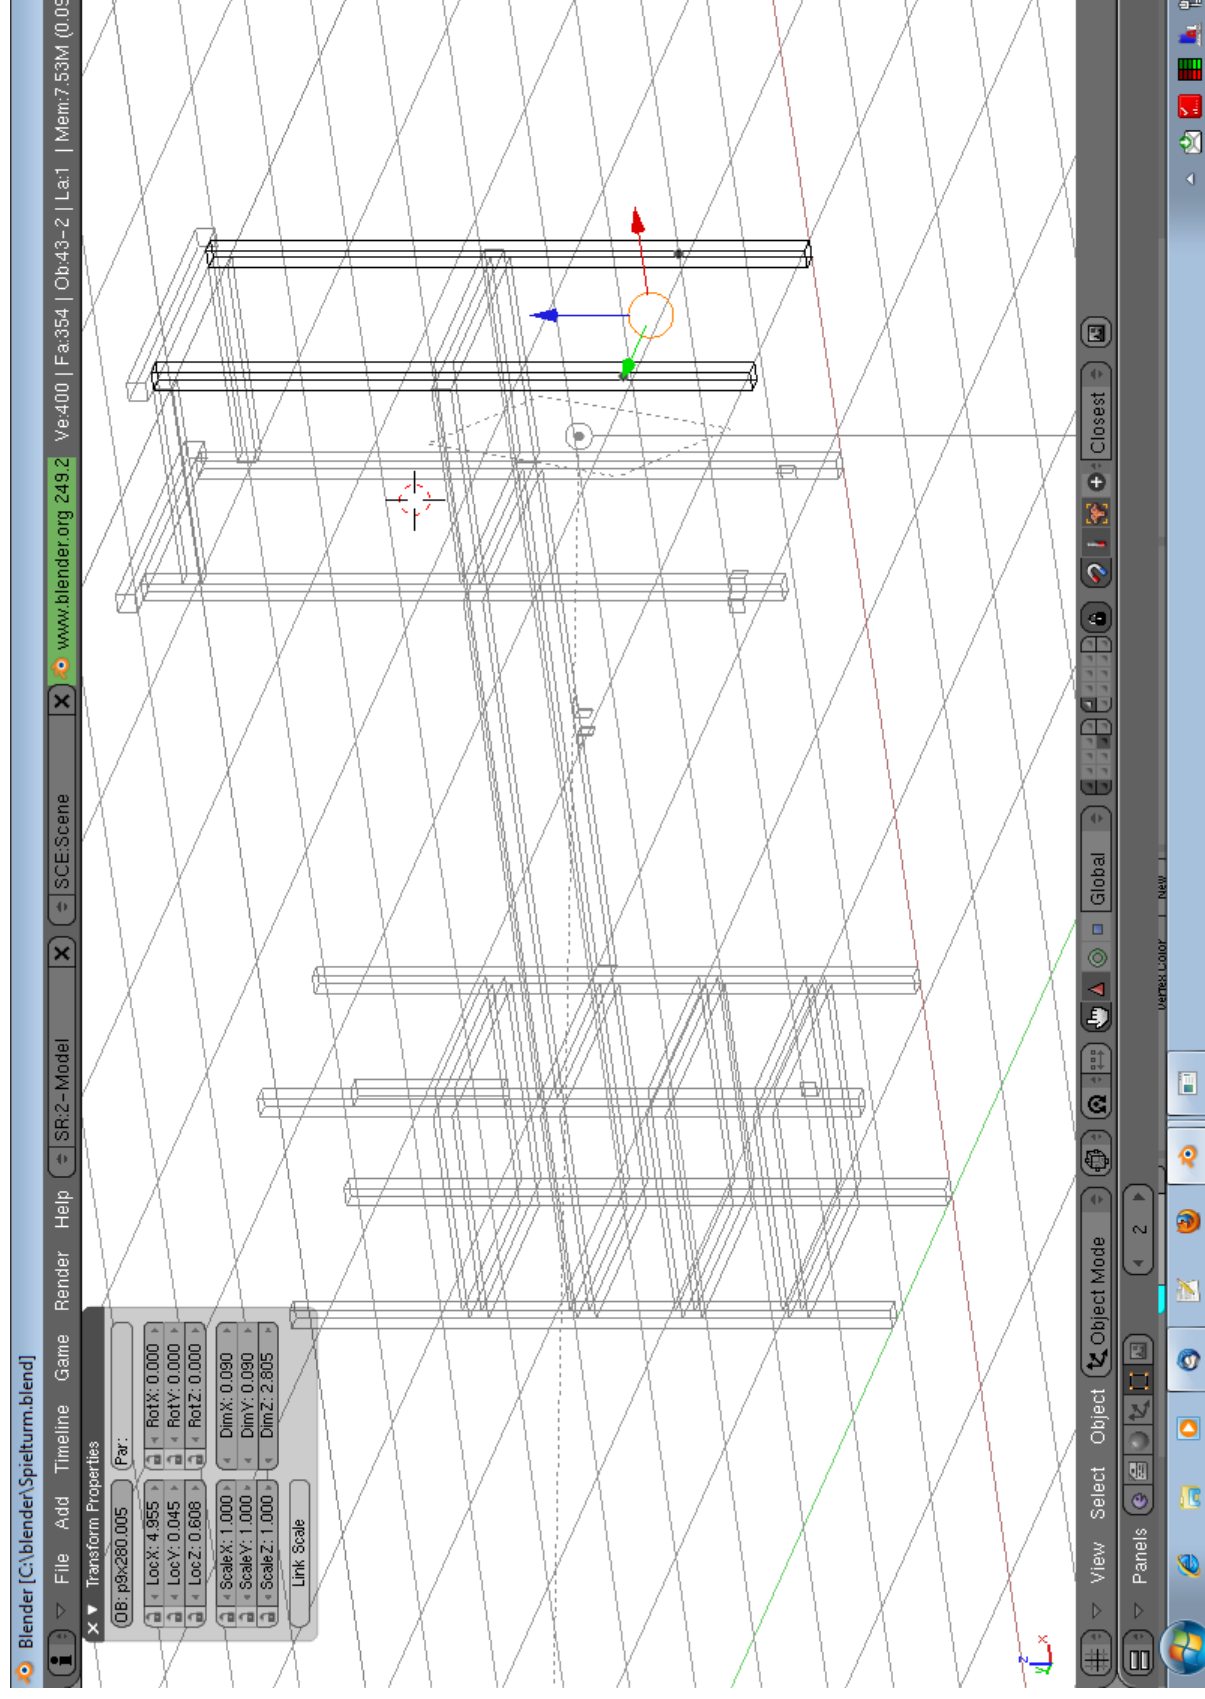 Blender [C:\blender\Spielturm.blend]
File Add Timeline Game Render Help SR:2-Model SCE:Scene www.blender.org 249.2 Ve:400 | Fa:354 | Ob:43-2 | La:1 | Mem:7.53M (0.09
Transform Properties
OB: p9x280.005 Par:
LocX: 4.955 RotX: 0.000
LocY: 0.045 RotY: 0.000
LocZ: 0.608 RotZ: 0.000
ScaleX: 1.000 DimX: 0.090
ScaleY: 1.000 DimY: 0.090
ScaleZ: 1.000 DimZ: 2.805
Link Scale
z
x
y
View Select Object Object Mode Global Closest
Panels 2
Vertex Color New